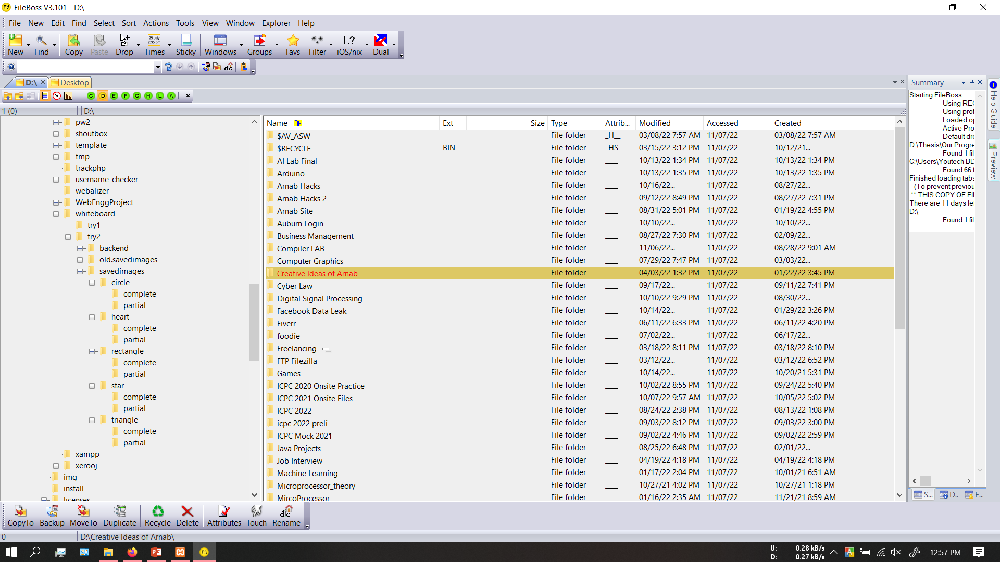 FileBoss V3.101 - D:\
File New Edit Find Select Sort Actions Tools View Window Explorer Help
25 July
2:35 pm
New Find Copy Paste Drop Times Sticky Windows Groups Favs Filter iOS/nix Dual
D:\ Desktop
C D E F G H L \\
1 (0) D:\
pw2
shoutbox
template
tmp
trackphp
username-checker
webalizer
WebEnggProject
whiteboard
try1
try2
backend
old.savedimages
savedimages
circle
complete
partial
heart
complete
partial
rectangle
complete
partial
star
complete
partial
triangle
complete
partial
xampp
xerooj
img
install
licenses
Name Ext Size Type Attrib... Modified Accessed Created
$AV_ASW File folder _H__ 03/08/22 7:57 AM 11/07/22 03/08/22 7:57 AM
$RECYCLE BIN File folder _HS_ 03/15/22 3:12 PM 11/07/22 10/12/21...
AI Lab Final File folder ____ 10/13/22 1:34 PM 11/07/22 10/13/22 1:34 PM
Arduino File folder ____ 10/13/22 1:35 PM 11/07/22 10/13/22 1:35 PM
Arnab Hacks File folder ____ 10/16/22... 11/07/22 08/27/22...
Arnab Hacks 2 File folder ____ 09/12/22 8:49 PM 11/07/22 08/27/22 7:31 PM
Arnab Site File folder ____ 08/31/22 5:01 PM 11/07/22 01/19/22 4:55 PM
Auburn Login File folder ____ 10/10/22... 11/07/22 10/10/22...
Business Management File folder ____ 08/27/22 7:30 PM 11/07/22 02/09/22...
Compiler LAB File folder ____ 11/06/22... 11/07/22 08/28/22 9:01 AM
Computer Graphics File folder ____ 07/29/22 7:47 PM 11/07/22 03/03/22...
Creative Ideas of Arnab File folder ____ 04/03/22 1:32 PM 11/07/22 01/22/22 3:45 PM
Cyber Law File folder ____ 09/17/22... 11/07/22 09/11/22 7:41 PM
Digital Signal Processing File folder ____ 10/10/22 9:29 PM 11/07/22 08/30/22...
Facebook Data Leak File folder ____ 10/14/22... 11/07/22 01/29/22 3:26 PM
Fiverr File folder ____ 06/11/22 6:33 PM 11/07/22 06/11/22 4:20 PM
foodie File folder ____ 07/02/22... 11/07/22 06/17/22...
Freelancing File folder ____ 03/18/22 8:11 PM 11/07/22 03/18/22 8:10 PM
FTP Filezilla File folder ____ 03/12/22... 11/07/22 03/12/22 6:52 PM
Games File folder ____ 10/14/22... 11/07/22 10/20/21 5:31 PM
ICPC 2020 Onsite Practice File folder ____ 10/02/22 8:55 PM 11/07/22 09/24/22 5:40 PM
ICPC 2021 Onsite Files File folder ____ 10/07/22 9:57 AM 11/07/22 10/05/22 5:02 PM
ICPC 2022 File folder ____ 08/24/22 2:38 PM 11/07/22 08/13/22 1:08 PM
icpc 2022 preli File folder ____ 09/03/22 8:12 PM 11/07/22 09/03/22 3:00 PM
ICPC Mock 2021 File folder ____ 09/02/22 4:46 PM 11/07/22 09/02/22 2:59 PM
Java Projects File folder ____ 08/25/22 6:48 PM 11/07/22 02/01/22...
Job Interview File folder ____ 04/19/22 4:18 PM 11/07/22 04/19/22 4:18 PM
Machine Learning File folder ____ 01/17/22 2:04 PM 11/07/22 10/01/21 6:51 AM
Microprocessor_theory File folder ____ 10/27/21 4:02 PM 11/07/22 10/27/21 1:18 PM
MircoProcessor File folder 01/16/22 2:35 AM 11/07/22 11/21/21 8:59 AM
Summary
Starting FileBoss----
Using REG
Using prof
Loaded op
Active Pro
Default dro
D:\Thesis\Our Progre
Found 1 fil
C:\Users\Youtech BD
Found 66 f
Finished loading tabs
(To prevent previou
** THIS COPY OF FIL
There are 11 days lef
D:\
Found 1 fil
S... D.. E...
Help Guide
Preview
CopyTo Backup MoveTo Duplicate Recycle Delete Attributes Touch Rename
0 D:\Creative Ideas of Arnab\
U: 0.28 kB/s
D: 0.27 kB/s
12:57 PM